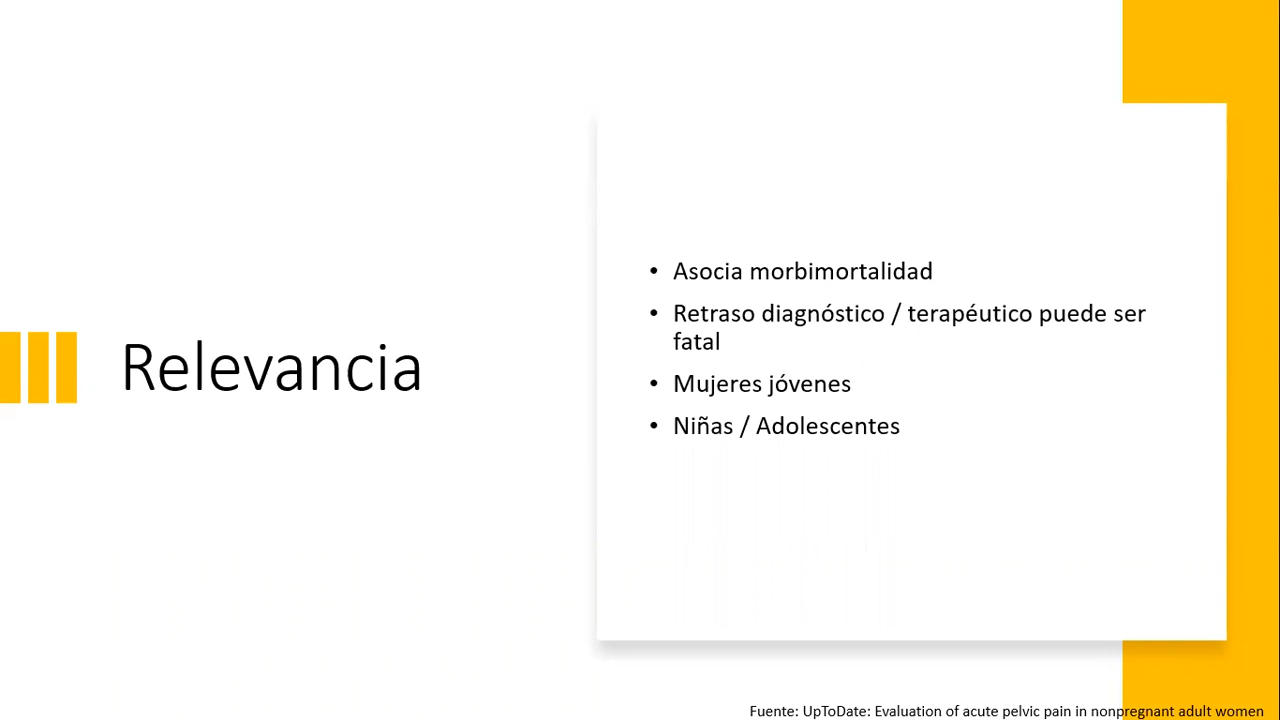 Relevancia
• Asocia morbimortalidad
• Retraso diagnóstico / terapéutico puede ser
fatal
• Mujeres jóvenes
• Niñas / Adolescentes
Fuente: UpToDate: Evaluation of acute pelvic pain in nonpregnant adult women